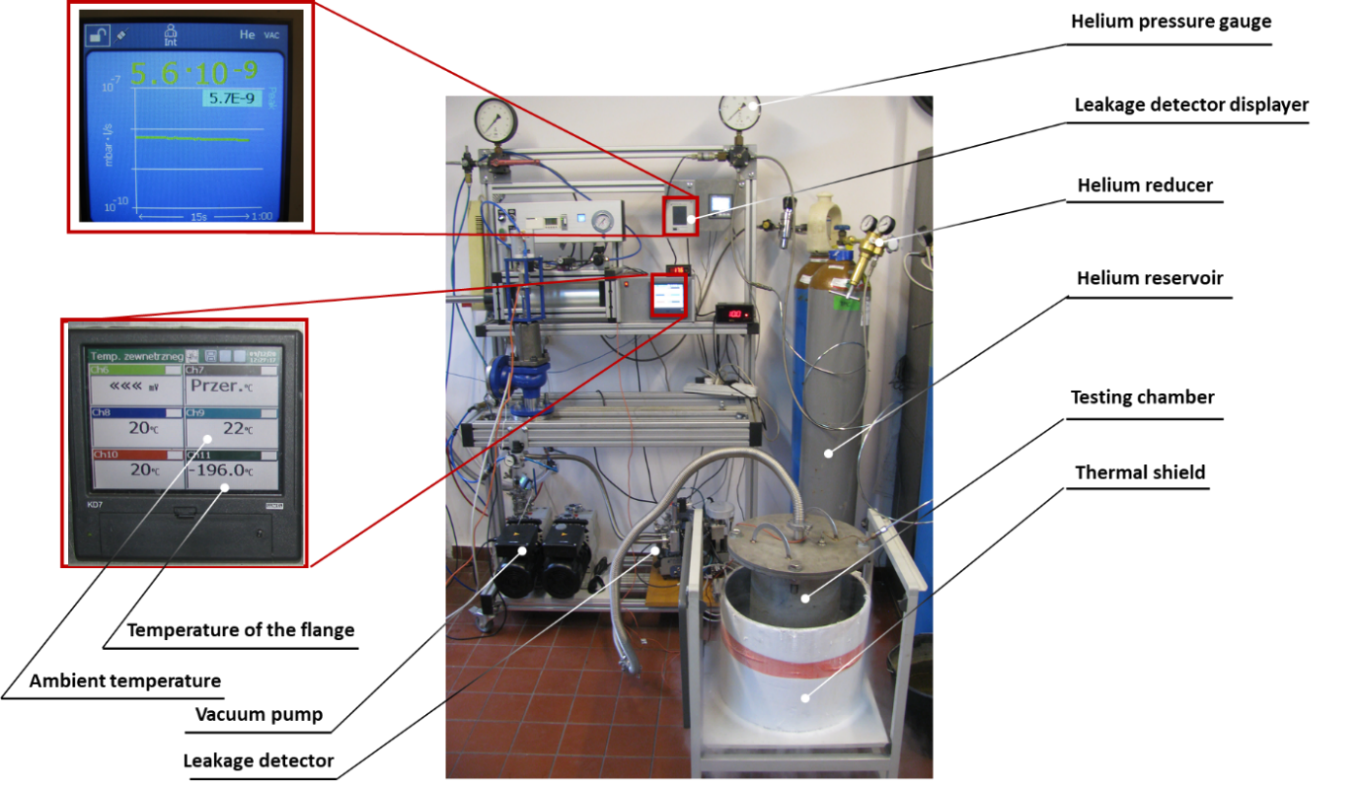 He VAC
Int
5.6·10-9
10-7
5.7E-9
Peak
mbar·l/s
10-10
15s
1:00
Temp. zewnetrzneg
Ch6
Ch7
««« mV
Przer.°C
Ch8
Ch9
20°C
22°C
Ch10
Ch11
20°C
-196.0°C
KD7
Helium pressure gauge
Leakage detector displayer
Helium reducer
Helium reservoir
Testing chamber
Thermal shield
Temperature of the flange
Ambient temperature
Vacuum pump
Leakage detector